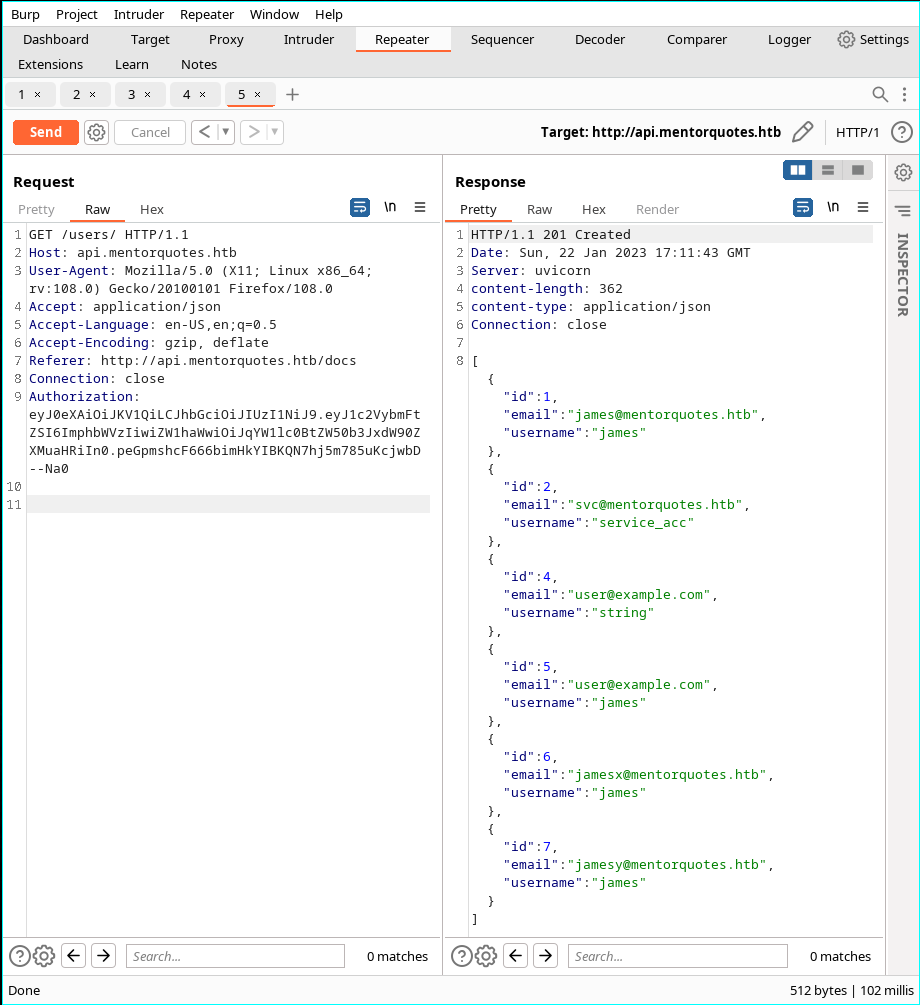 Burp Project Intruder Repeater Window Help
Dashboard Target Proxy Intruder Repeater Sequencer Decoder Comparer Logger Settings
Extensions Learn Notes
1 × 2 × 3 × 4 × 5 × +
Send Cancel < > Target: http://api.mentorquotes.htb HTTP/1 ?
Request
Pretty Raw Hex \n
1 GET /users/ HTTP/1.1
2 Host: api.mentorquotes.htb
3 User-Agent: Mozilla/5.0 (X11; Linux x86_64;
rv:108.0) Gecko/20100101 Firefox/108.0
4 Accept: application/json
5 Accept-Language: en-US,en;q=0.5
6 Accept-Encoding: gzip, deflate
7 Referer: http://api.mentorquotes.htb/docs
8 Connection: close
9 Authorization:
eyJ0eXAiOiJKV1QiLCJhbGciOiJIUzI1NiJ9.eyJ1c2VybmFt
ZSI6ImphbWVzIiwiZW1haWwiOiJqYW1lc0BtZW50b3JxdW90Z
XMuaHRiIn0.peGpmshcF666bimHkYIBKQN7hj5m785uKcjwbD
--Na0
10
11
Response
Pretty Raw Hex Render \n
1 HTTP/1.1 201 Created
2 Date: Sun, 22 Jan 2023 17:11:43 GMT
3 Server: uvicorn
4 content-length: 362
5 content-type: application/json
6 Connection: close
7
8 [
{
"id":1,
"email":"james@mentorquotes.htb",
"username":"james"
},
{
"id":2,
"email":"svc@mentorquotes.htb",
"username":"service_acc"
},
{
"id":4,
"email":"user@example.com",
"username":"string"
},
{
"id":5,
"email":"user@example.com",
"username":"james"
},
{
"id":6,
"email":"jamesx@mentorquotes.htb",
"username":"james"
},
{
"id":7,
"email":"jamesy@mentorquotes.htb",
"username":"james"
}
]
INSPECTOR
? Search... 0 matches
? Search... 0 matches
Done 512 bytes | 102 millis